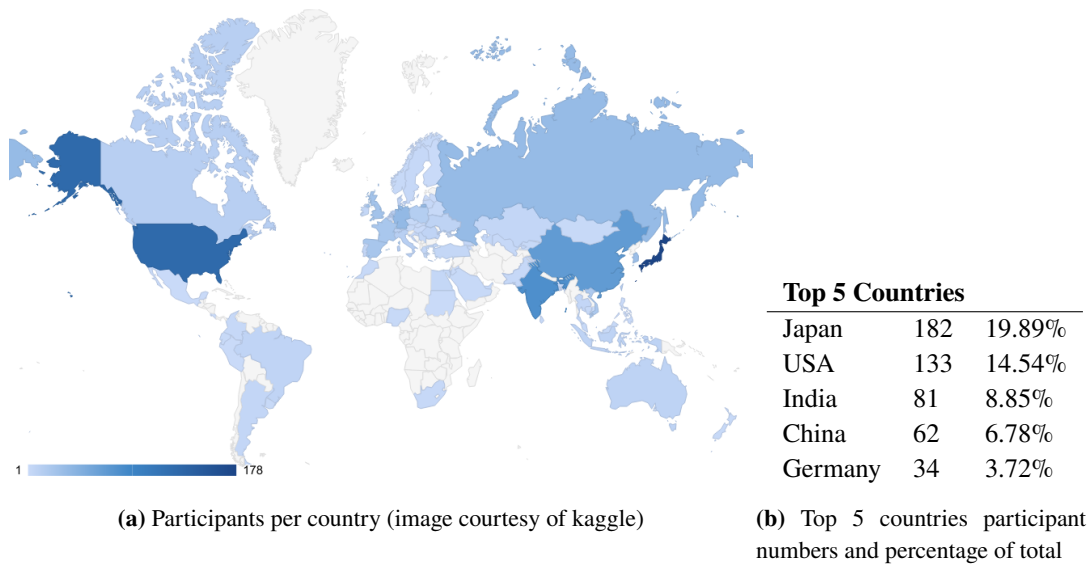 1 178
(a) Participants per country (image courtesy of kaggle)
Top 5 Countries
Japan 182 19.89%
USA 133 14.54%
India 81 8.85%
China 62 6.78%
Germany 34 3.72%
(b) Top 5 countries participant
numbers and percentage of total